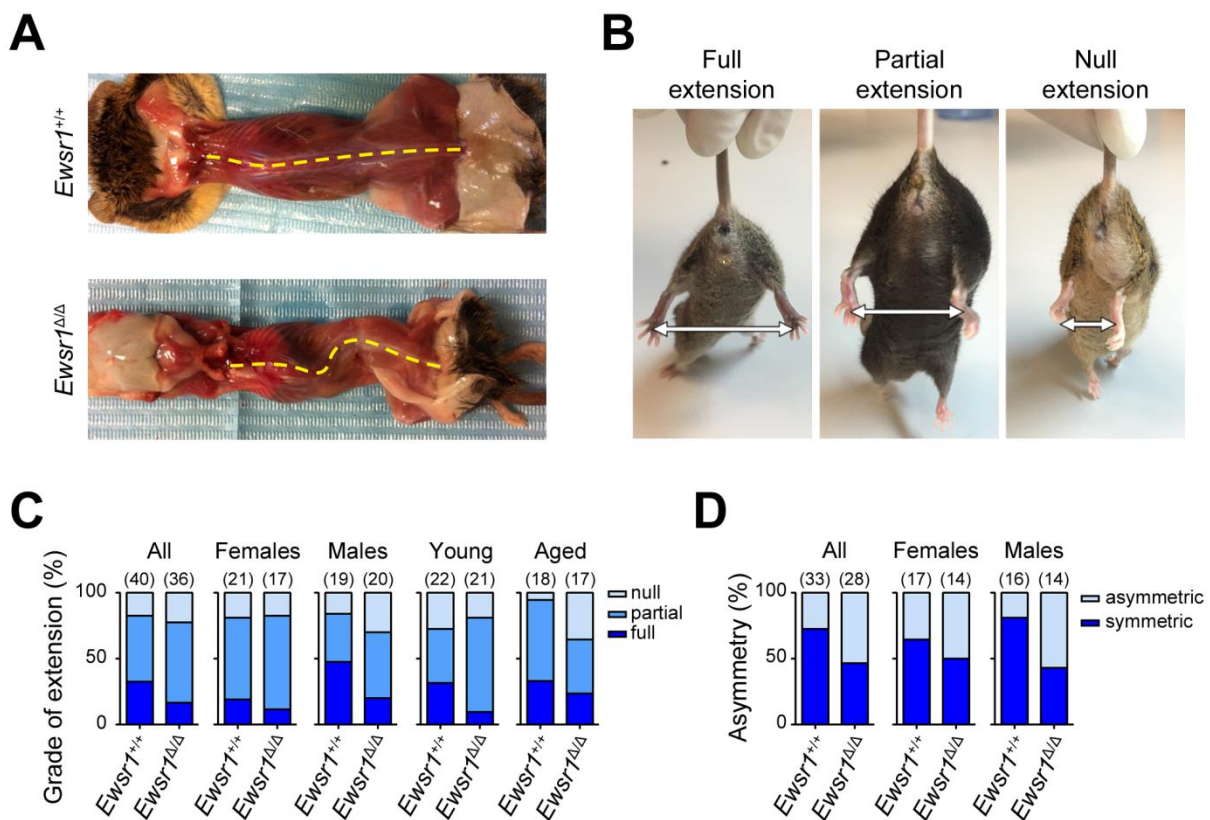 A
Ewsr1+/+
Ewsr1Δ/Δ
B
Full extension
Partial extension
Null extension
C
Grade of extension (%)
100
50
0
All
(40) (36)
Females
(21) (17)
Males
(19) (20)
Young
(22) (21)
Aged
(18) (17)
null
partial
full
Ewsr1+/+
Ewsr1Δ/Δ
Ewsr1+/+
Ewsr1Δ/Δ
Ewsr1+/+
Ewsr1Δ/Δ
Ewsr1+/+
Ewsr1Δ/Δ
Ewsr1+/+
Ewsr1Δ/Δ
D
Asymmetry (%)
100
50
0
All
(33) (28)
Females
(17) (14)
Males
(16) (14)
asymmetric
symmetric
Ewsr1+/+
Ewsr1Δ/Δ
Ewsr1+/+
Ewsr1Δ/Δ
Ewsr1+/+
Ewsr1Δ/Δ